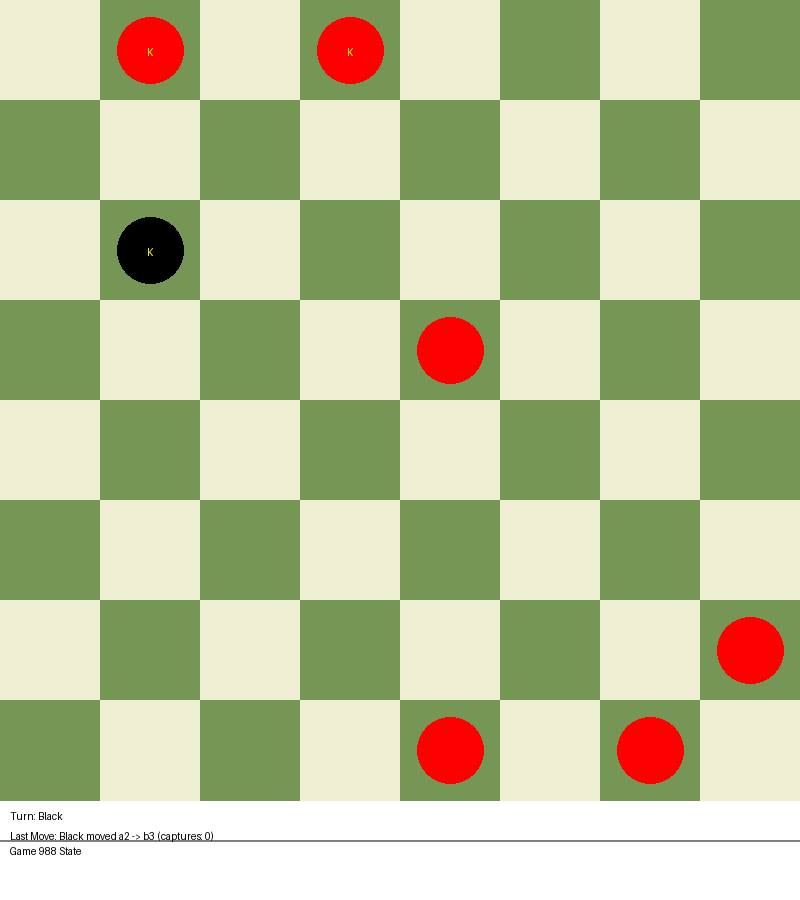 K K
K
Turn: Black
Last Move: Black moved a2 -> b3 (captures: 0)
Game 988 State